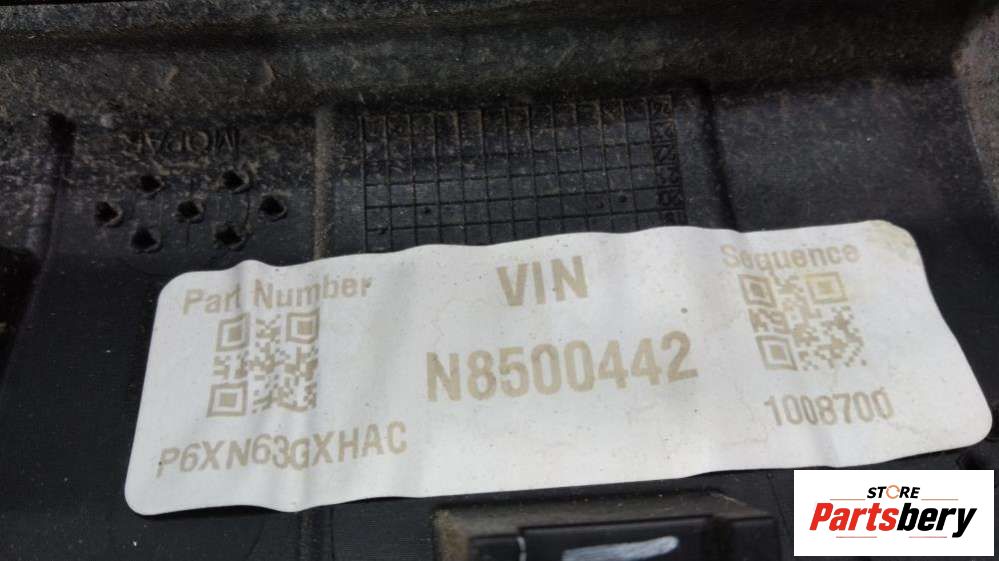 MOPAR
Part Number
VIN
Sequence
N8500442
P6XN63GXHAC
1008700
STORE
Partsbery